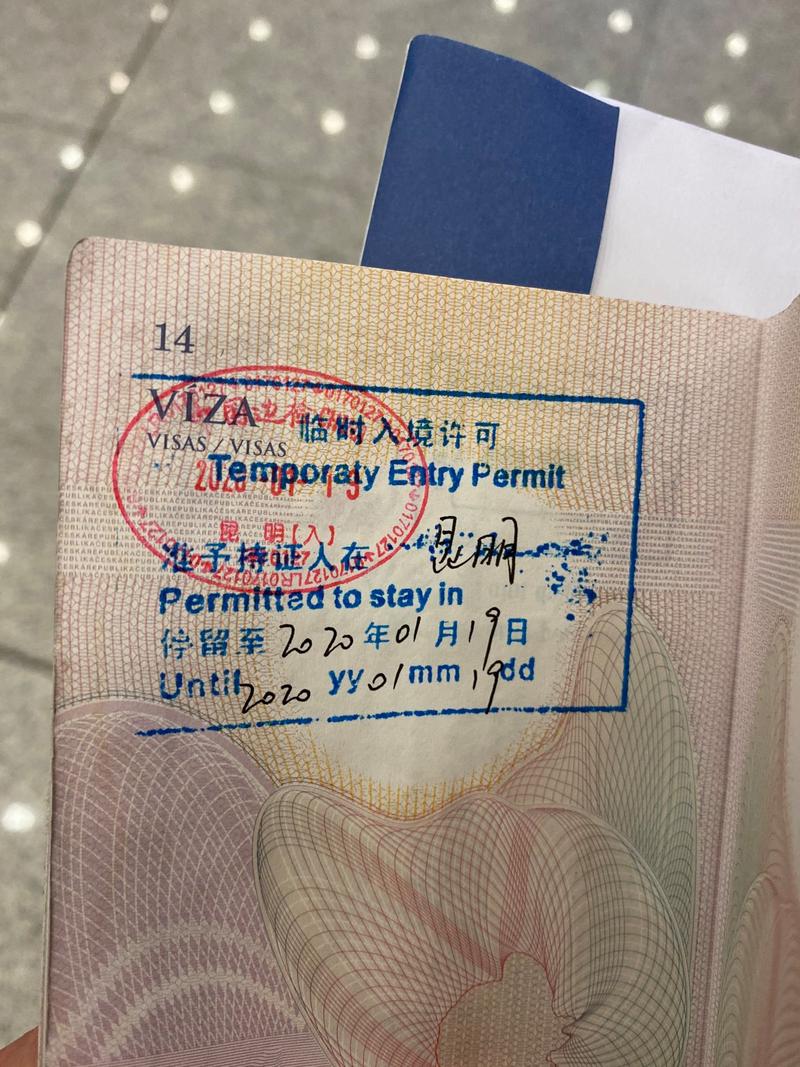 14
VÍZA
VISAS / VISAS
临时入境许可
Temporary Entry Permit
昆 明[入]
准予持证人在 昆明
Permitted to stay in
停留至 2020 年 01 月 19 日
Until 2020 yy 01 mm 19 dd